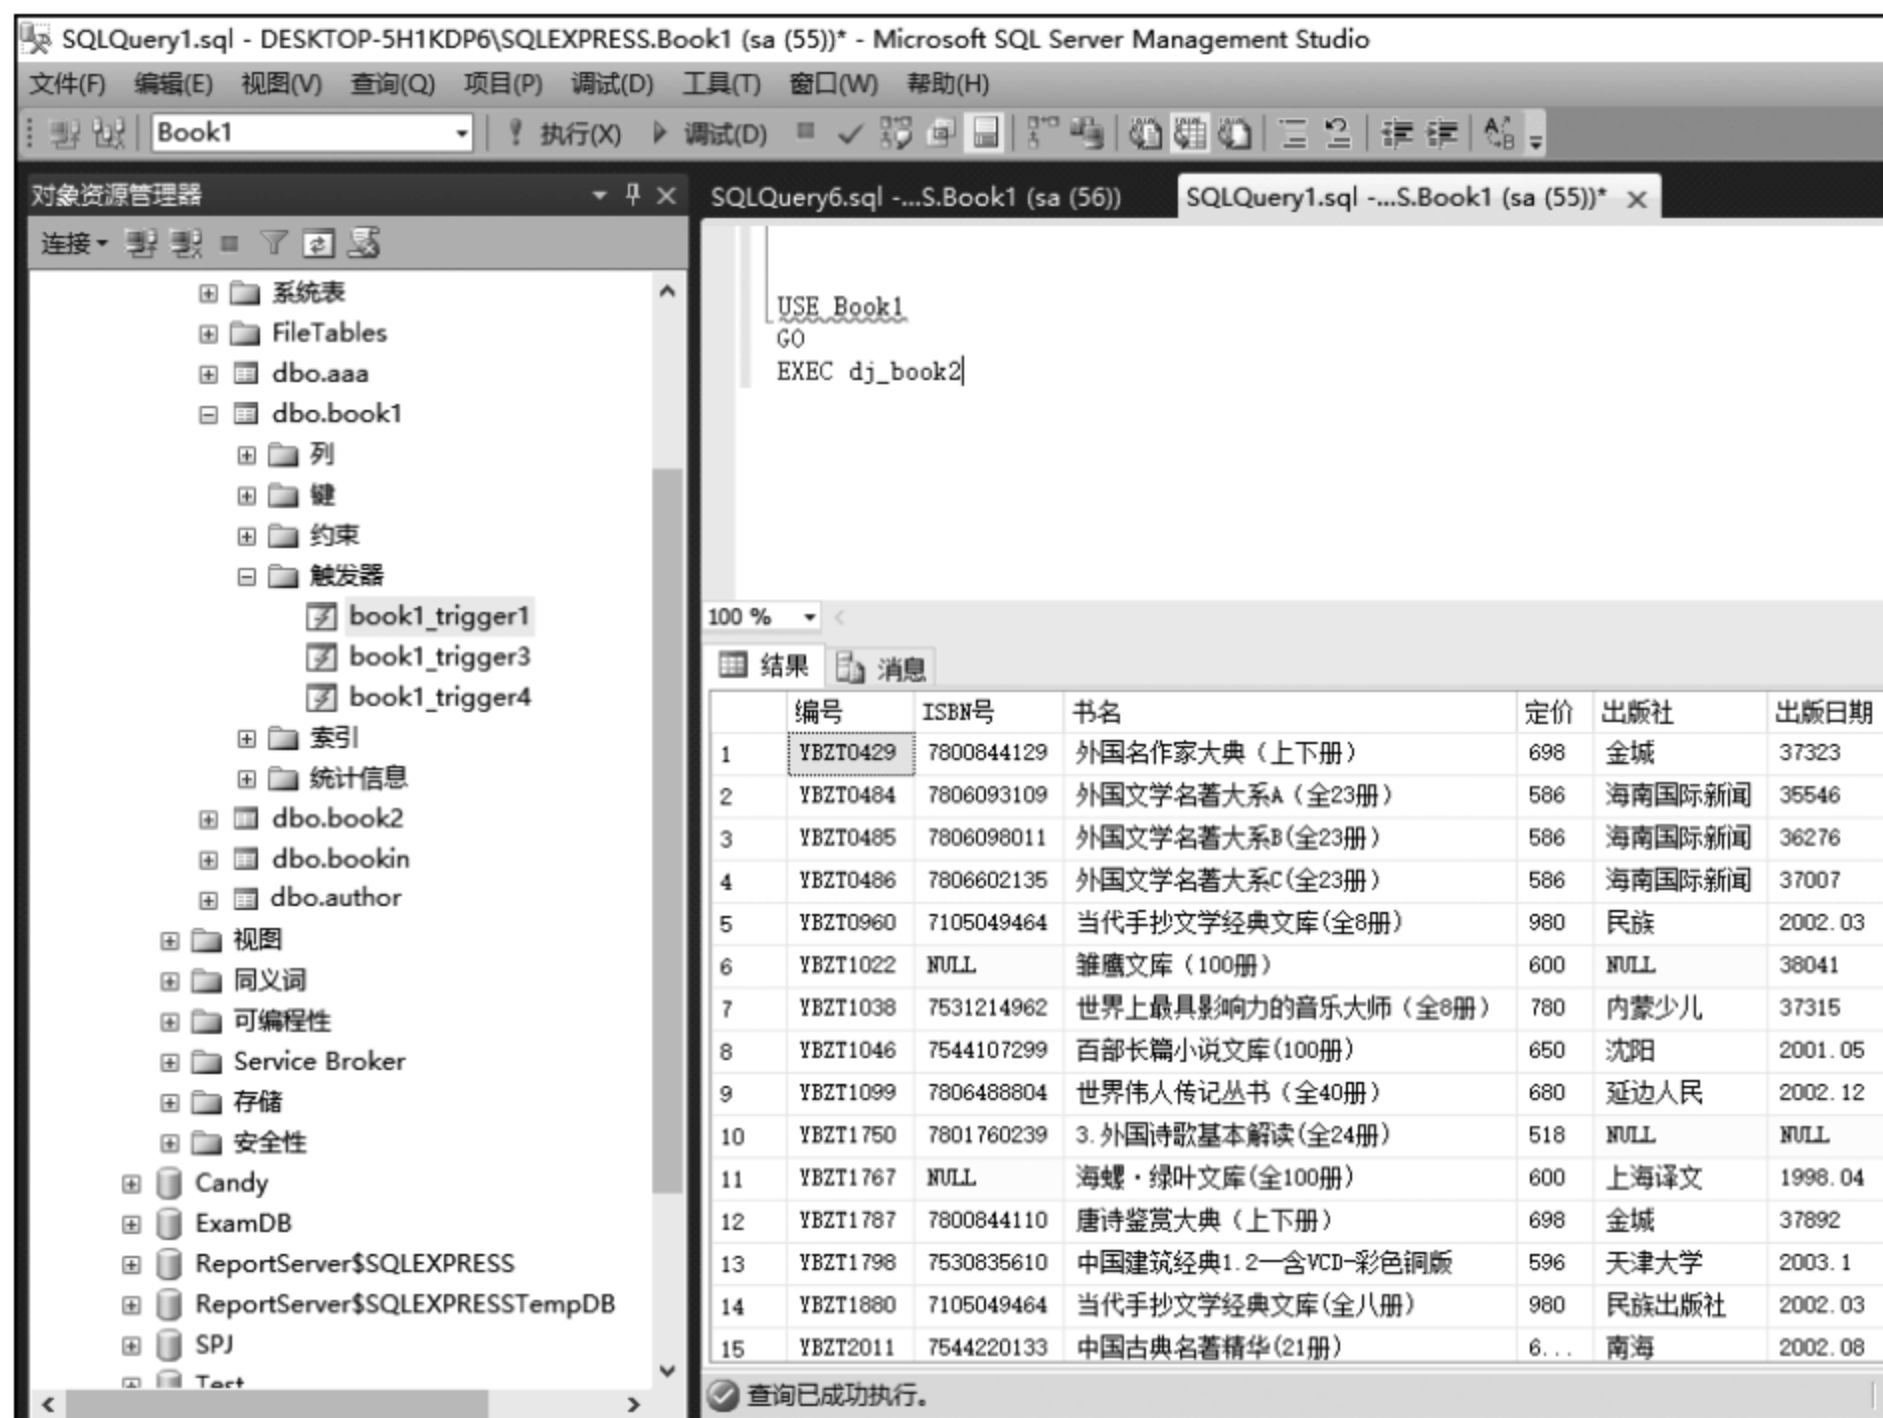 SQLQuery1.sql - DESKTOP-5H1KDP6\SQLEXPRESS.Book1 (sa (55))* - Microsoft SQL Server Management Studio
文件(F) 编辑(E) 视图(V) 查询(Q) 项目(P) 调试(D) 工具(T) 窗口(W) 帮助(H)
Book1 执行(X) 调试(D)
对象资源管理器
连接
系统表
FileTables
dbo.aaa
dbo.book1
列
键
约束
触发器
book1_trigger1
book1_trigger3
book1_trigger4
索引
统计信息
dbo.book2
dbo.bookin
dbo.author
视图
同义词
可编程性
Service Broker
存储
安全性
Candy
ExamDB
ReportServer$SQLEXPRESS
ReportServer$SQLEXPRESSTempDB
SPJ
Test
SQLQuery6.sql -...S.Book1 (sa (56)) SQLQuery1.sql -...S.Book1 (sa (55))*
USE Book1
GO
EXEC dj_book2
100 %
结果 消息
编号 ISBN号 书名 定价 出版社 出版日期
1 YBZT0429 7800844129 外国名作家大典（上下册） 698 金城 37323
2 YBZT0484 7806093109 外国文学名著大系A（全23册） 586 海南国际新闻 35546
3 YBZT0485 7806098011 外国文学名著大系B(全23册） 586 海南国际新闻 36276
4 YBZT0486 7806602135 外国文学名著大系C(全23册） 586 海南国际新闻 37007
5 YBZT0960 7105049464 当代手抄文学经典文库(全8册） 980 民族 2002.03
6 YBZT1022 NULL 雏鹰文库（100册） 600 NULL 38041
7 YBZT1038 7531214962 世界上最具影响力的音乐大师（全8册） 780 内蒙少儿 37315
8 YBZT1046 7544107299 百部长篇小说文库(100册） 650 沈阳 2001.05
9 YBZT1099 7806488804 世界伟人传记丛书（全40册） 680 延边人民 2002.12
10 YBZT1750 7801760239 3.外国诗歌基本解读(全24册） 518 NULL NULL
11 YBZT1767 NULL 海螺·绿叶文库(全100册） 600 上海译文 1998.04
12 YBZT1787 7800844110 唐诗鉴赏大典（上下册） 698 金城 37892
13 YBZT1798 7530835610 中国建筑经典1.2—含VCD-彩色铜版 596 天津大学 2003.1
14 YBZT1880 7105049464 当代手抄文学经典文库(全八册） 980 民族出版社 2002.03
15 YBZT2011 7544220133 中国古典名著精华(21册） 6... 南海 2002.08
查询已成功执行。